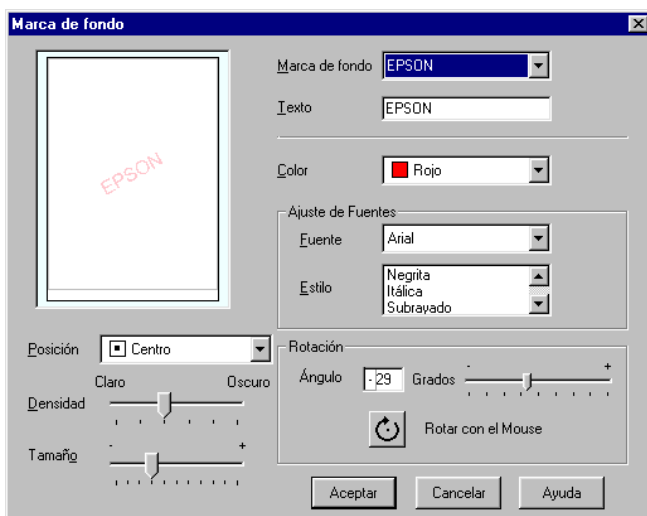 Marca de fondo
Marca de fondo EPSON
Texto EPSON
EPSON
Color Rojo
Ajuste de Fuentes
Fuente Arial
Estilo Negrita
Itálica
Subrayado
Posición Centro
Claro Oscuro
Densidad
Tamaño - +
Rotación
Ángulo -29 Grados - +
Rotar con el Mouse
Aceptar Cancelar Ayuda